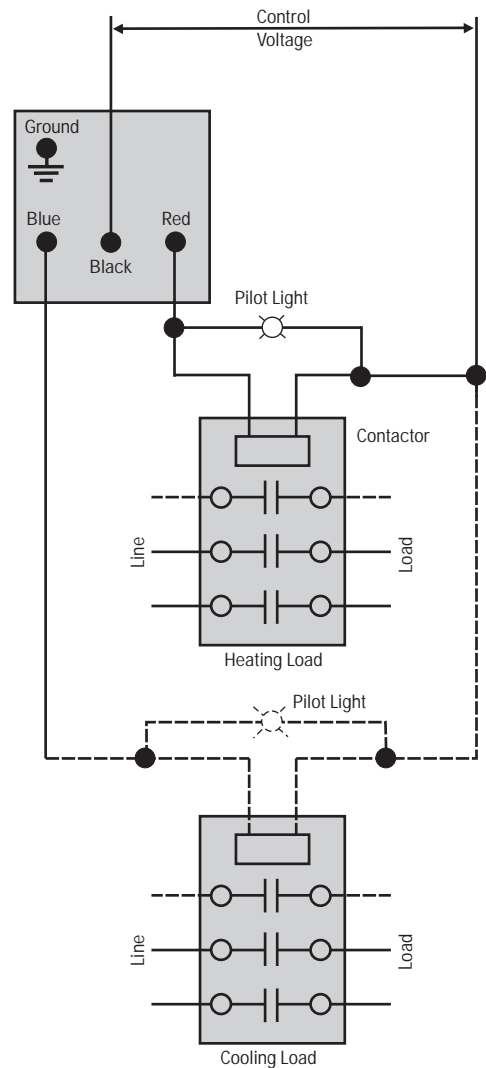 Control
Voltage
Ground
Blue
Red
Black
Pilot Light
Contactor
Line
Load
Heating Load
Pilot Light
Line
Load
Cooling Load